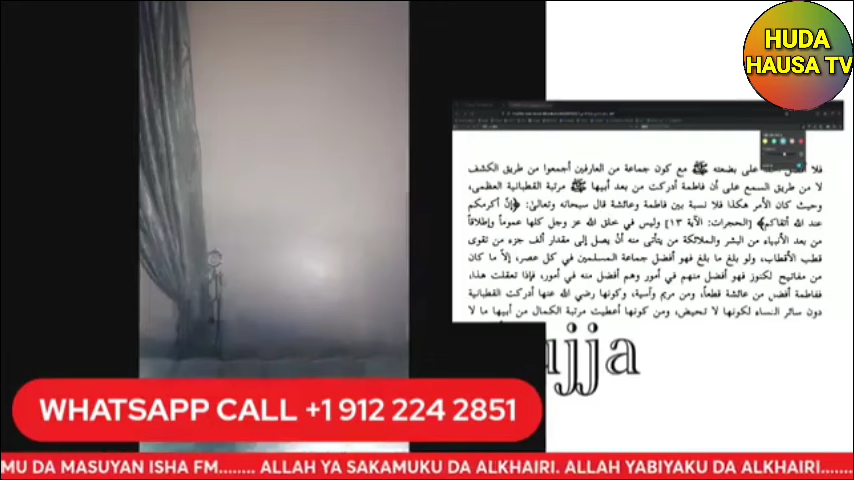 HUDA
HAUSA TV
على بضعته ﷺ مع كون جماعة من العارفين أجمعوا من طريق الكشف
لا من طريق السمع على أن فاطمة أدركت من بعد أبيها ﷺ مرتبة القطبانية العظمى،
وحيث كان الأمر هكذا فلا نسبة بين فاطمة وعائشة قال سبحانه وتعالى: ﴿إنّ أكرمكم
عند الله أتقاكم﴾ [الحجرات: الآية ١٣] وليس في خلق الله عز وجل كلها عموماً وإطلاقاً
من بعد الأنبياء من البشر والملائكة من يتأتى منه أنْ يصل إلى مقدار ألف جزء من تقوى
قطب الأقطاب، ولو بلغ ما بلغ فهو أفضل جماعة المسلمين في كل عصر، إلاّ ما كان
من مفاتيح لكنوز فهو أفضل منهم في أمور وهم أفضل منه في أمور، فإذا تعقلت هذا،
ففاطمة أفضل من عائشة قطعاً، ومن مريم وآسية، وكونها رضي الله عنها أدركت القطبانية
دون سائر النساء لكونها لا تحيض، ومن كونها أعطيت مرتبة الكمال من أبيها ما لا
ujja
WHATSAPP CALL +1 912 224 2851
MU DA MASUYAN ISHA FM........ ALLAH YA SAKAMUKU DA ALKHAIRI. ALLAH YABIYAKU DA ALKHAIRI.......